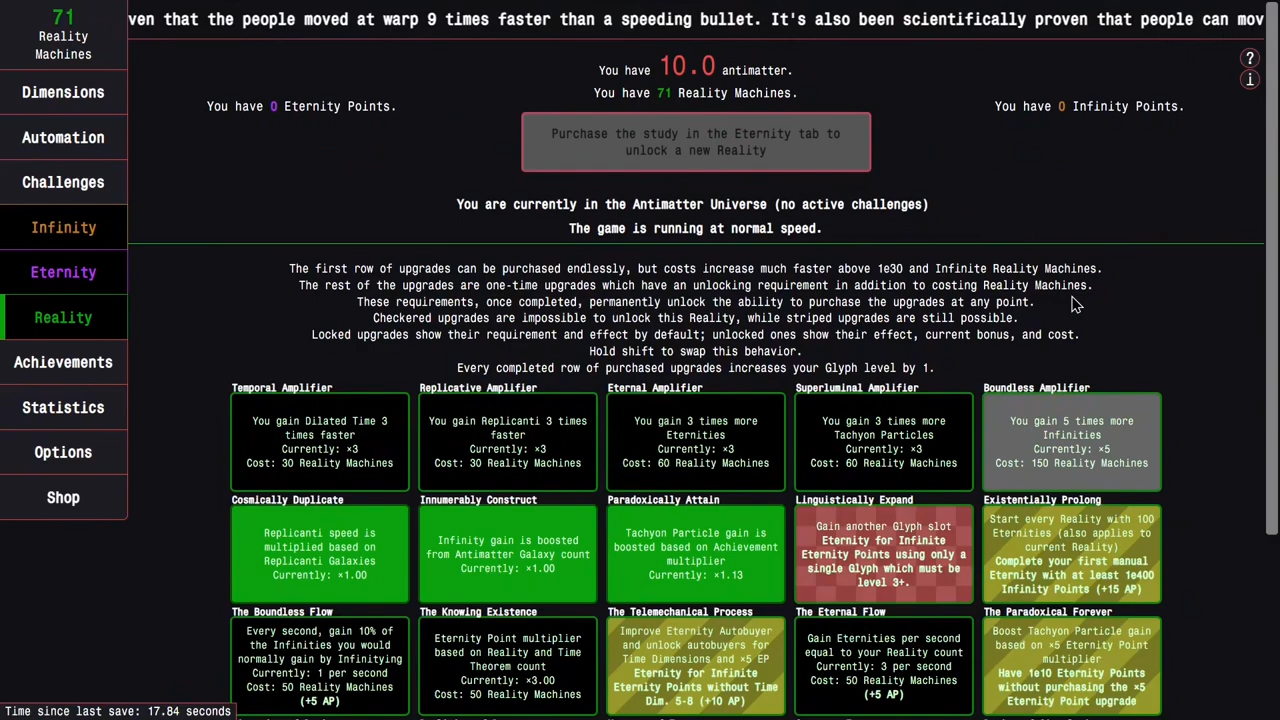 71
Reality
Machines
ven that the people moved at warp 9 times faster than a speeding bullet. It's also been scientifically proven that people can mov
You have 10.0 antimatter.
You have 71 Reality Machines.
You have 0 Eternity Points.
You have 0 Infinity Points.
?
i
Purchase the study in the Eternity tab to
unlock a new Reality
You are currently in the Antimatter Universe (no active challenges)
The game is running at normal speed.
Dimensions
Automation
Challenges
Infinity
Eternity
Reality
Achievements
Statistics
Options
Shop
The first row of upgrades can be purchased endlessly, but costs increase much faster above 1e30 and Infinite Reality Machines.
The rest of the upgrades are one-time upgrades which have an unlocking requirement in addition to costing Reality Machines.
These requirements, once completed, permanently unlock the ability to purchase the upgrades at any point.
Checkered upgrades are impossible to unlock this Reality, while striped upgrades are still possible.
Locked upgrades show their requirement and effect by default; unlocked ones show their effect, current bonus, and cost.
Hold shift to swap this behavior.
Every completed row of purchased upgrades increases your Glyph level by 1.
Temporal Amplifier
You gain Dilated Time 3
times faster
Currently: ×3
Cost: 30 Reality Machines
Replicative Amplifier
You gain Replicanti 3 times
faster
Currently: ×3
Cost: 30 Reality Machines
Eternal Amplifier
You gain 3 times more
Eternities
Currently: ×3
Cost: 60 Reality Machines
Superluminal Amplifier
You gain 3 times more
Tachyon Particles
Currently: ×3
Cost: 60 Reality Machines
Boundless Amplifier
You gain 5 times more
Infinities
Currently: ×5
Cost: 150 Reality Machines
Cosmically Duplicate
Replicanti speed is
multiplied based on
Replicanti Galaxies
Currently: ×1.00
Innumerably Construct
Infinity gain is boosted
from Antimatter Galaxy count
Currently: ×1.00
Paradoxically Attain
Tachyon Particle gain is
boosted based on Achievement
multiplier
Currently: ×1.13
Linguistically Expand
Gain another Glyph slot
Eternity for Infinite
Eternity Points using only a
single Glyph which must be
level 3+.
Existentially Prolong
Start every Reality with 100
Eternities (also applies to
current Reality)
Complete your first manual
Eternity with at least 1e400
Infinity Points (+15 AP)
The Boundless Flow
Every second, gain 10% of
the Infinities you would
normally gain by Infinitying
Currently: 1 per second
Cost: 50 Reality Machines
(+5 AP)
The Knowing Existence
Eternity Point multiplier
based on Reality and Time
Theorem count
Currently: ×3.00
Cost: 50 Reality Machines
The Telemechanical Process
Improve Eternity Autobuyer
and unlock autobuyers for
Time Dimensions and ×5 EP
Eternity for Infinite
Eternity Points without Time
Dim. 5-8 (+10 AP)
The Eternal Flow
Gain Eternities per second
equal to your Reality count
Currently: 3 per second
Cost: 50 Reality Machines
(+5 AP)
The Paradoxical Forever
Boost Tachyon Particle gain
based on ×5 Eternity Point
multiplier
Have 1e10 Eternity Points
without purchasing the ×5
Eternity Point upgrade
Time since last save: 17.84 seconds